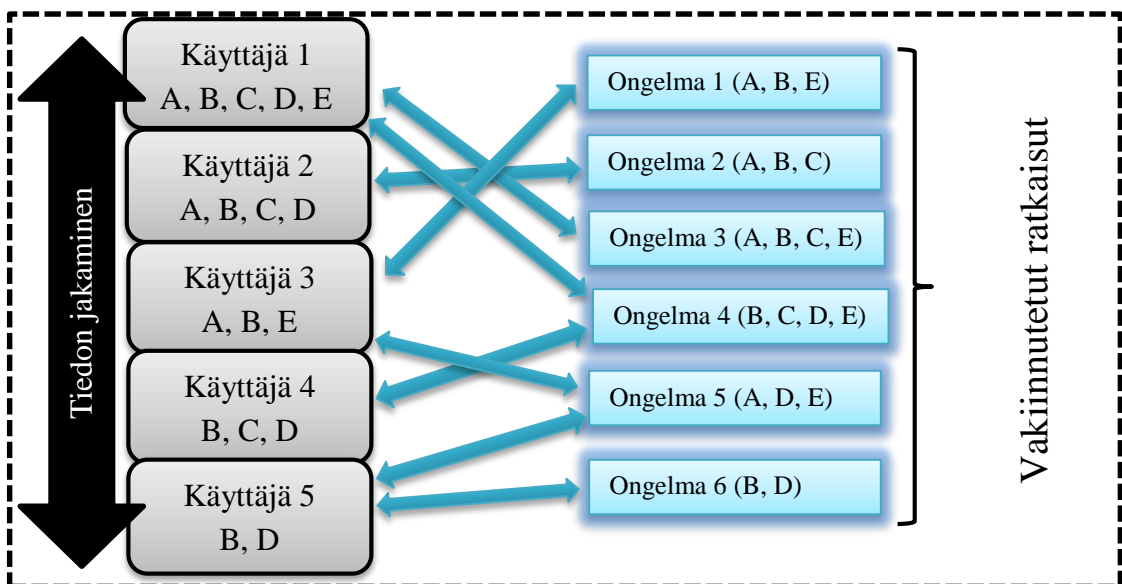 Tiedon jakaminen
Käyttäjä 1
A, B, C, D, E
Käyttäjä 2
A, B, C, D
Käyttäjä 3
A, B, E
Käyttäjä 4
B, C, D
Käyttäjä 5
B, D
Ongelma 1 (A, B, E)
Ongelma 2 (A, B, C)
Ongelma 3 (A, B, C, E)
Ongelma 4 (B, C, D, E)
Ongelma 5 (A, D, E)
Ongelma 6 (B, D)
Vakiinnutetut ratkaisut